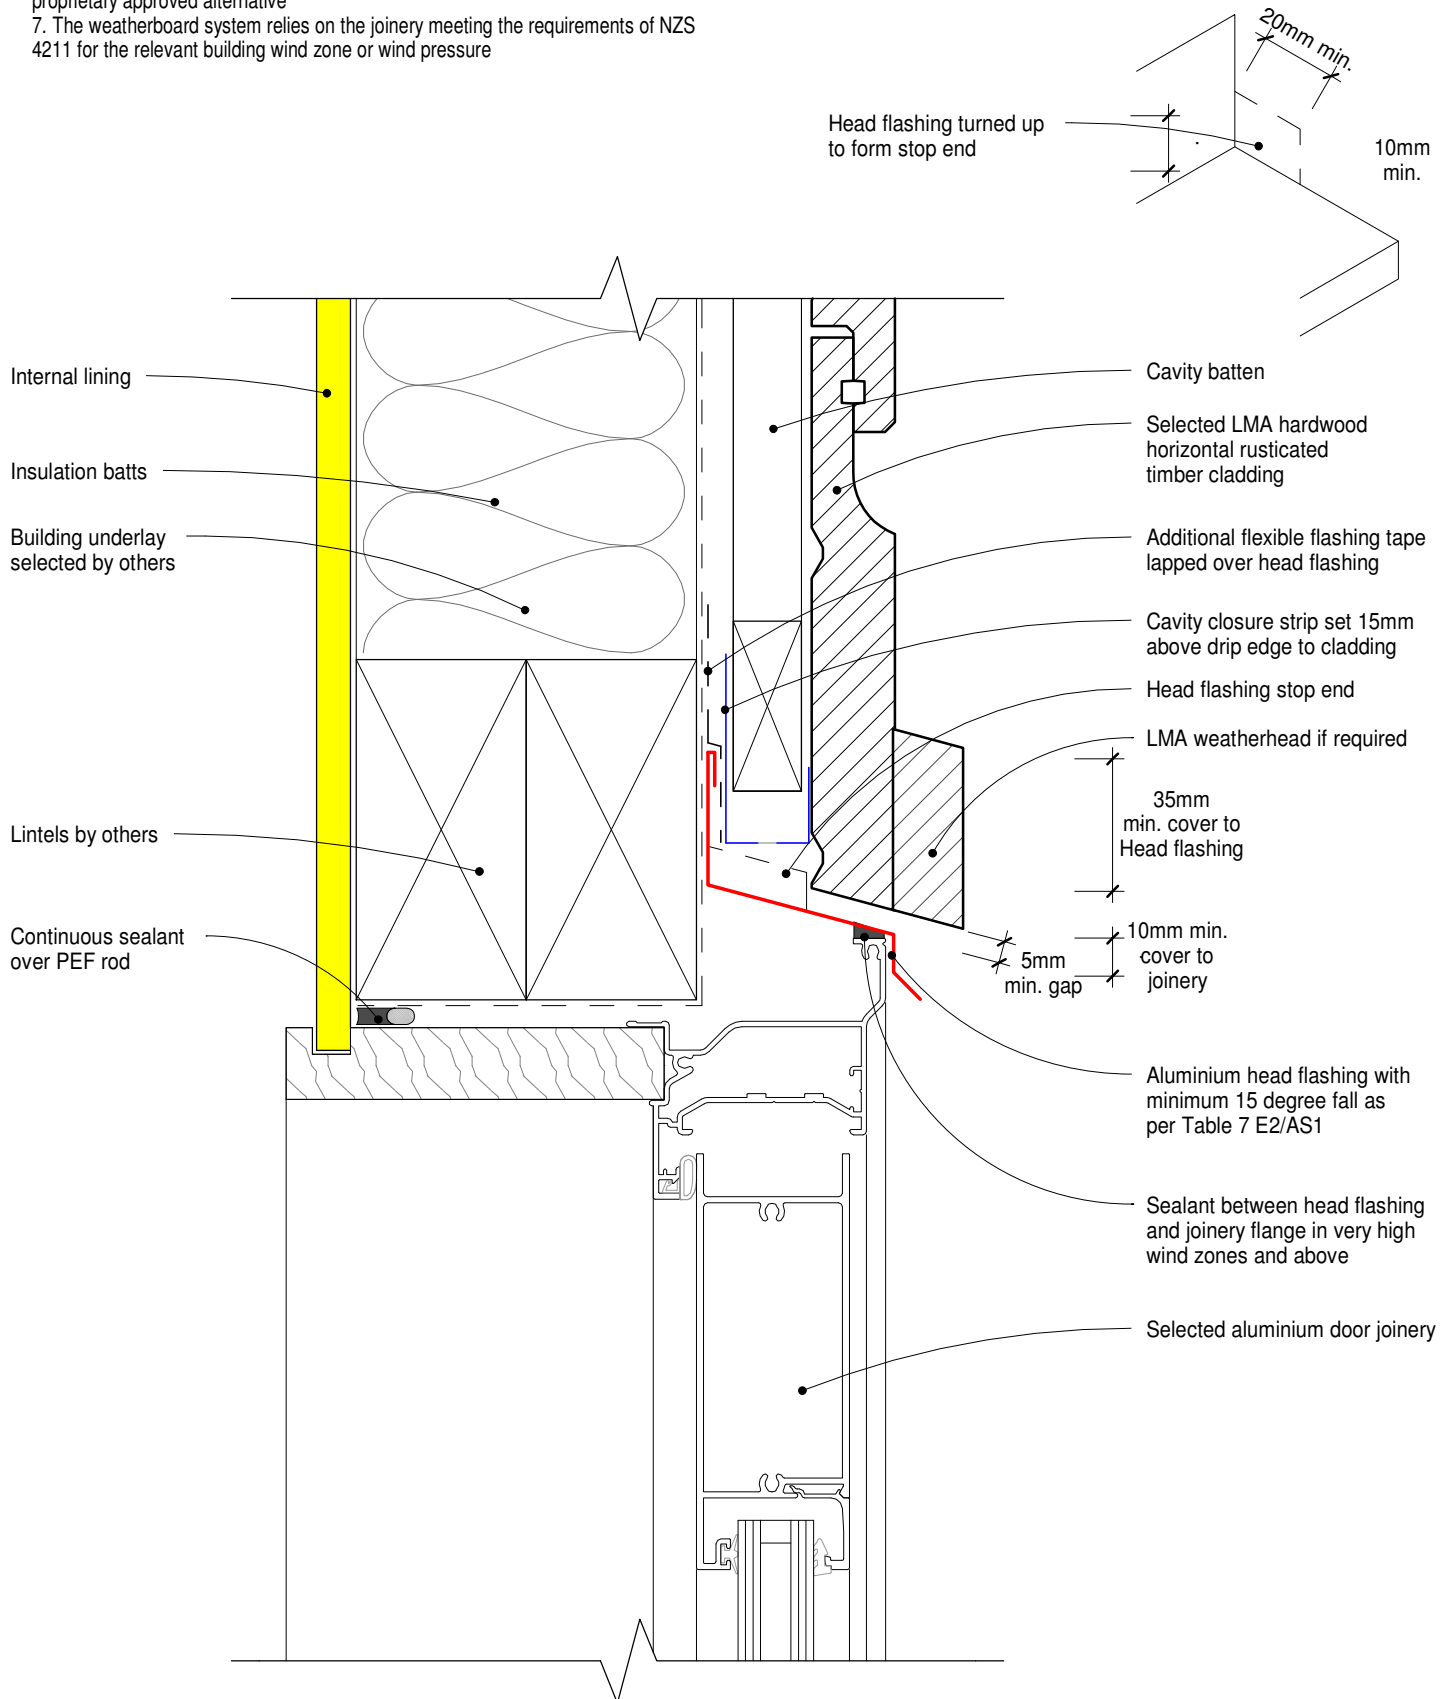 proprietary approved alternative
7. The weatherboard system relies on the joinery meeting the requirements of NZS
4211 for the relevant building wind zone or wind pressure
20mm min.
Head flashing turned up
to form stop end
10mm
min.
Internal lining
Insulation batts
Building underlay
selected by others
Lintels by others
Continuous sealant
over PEF rod
Cavity batten
Selected LMA hardwood
horizontal rusticated
timber cladding
Additional flexible flashing tape
lapped over head flashing
Cavity closure strip set 15mm
above drip edge to cladding
Head flashing stop end
LMA weatherhead if required
35mm
min. cover to
Head flashing
10mm min.
cover to
joinery
5mm
min. gap
Aluminium head flashing with
minimum 15 degree fall as
per Table 7 E2/AS1
Sealant between head flashing
and joinery flange in very high
wind zones and above
Selected aluminium door joinery